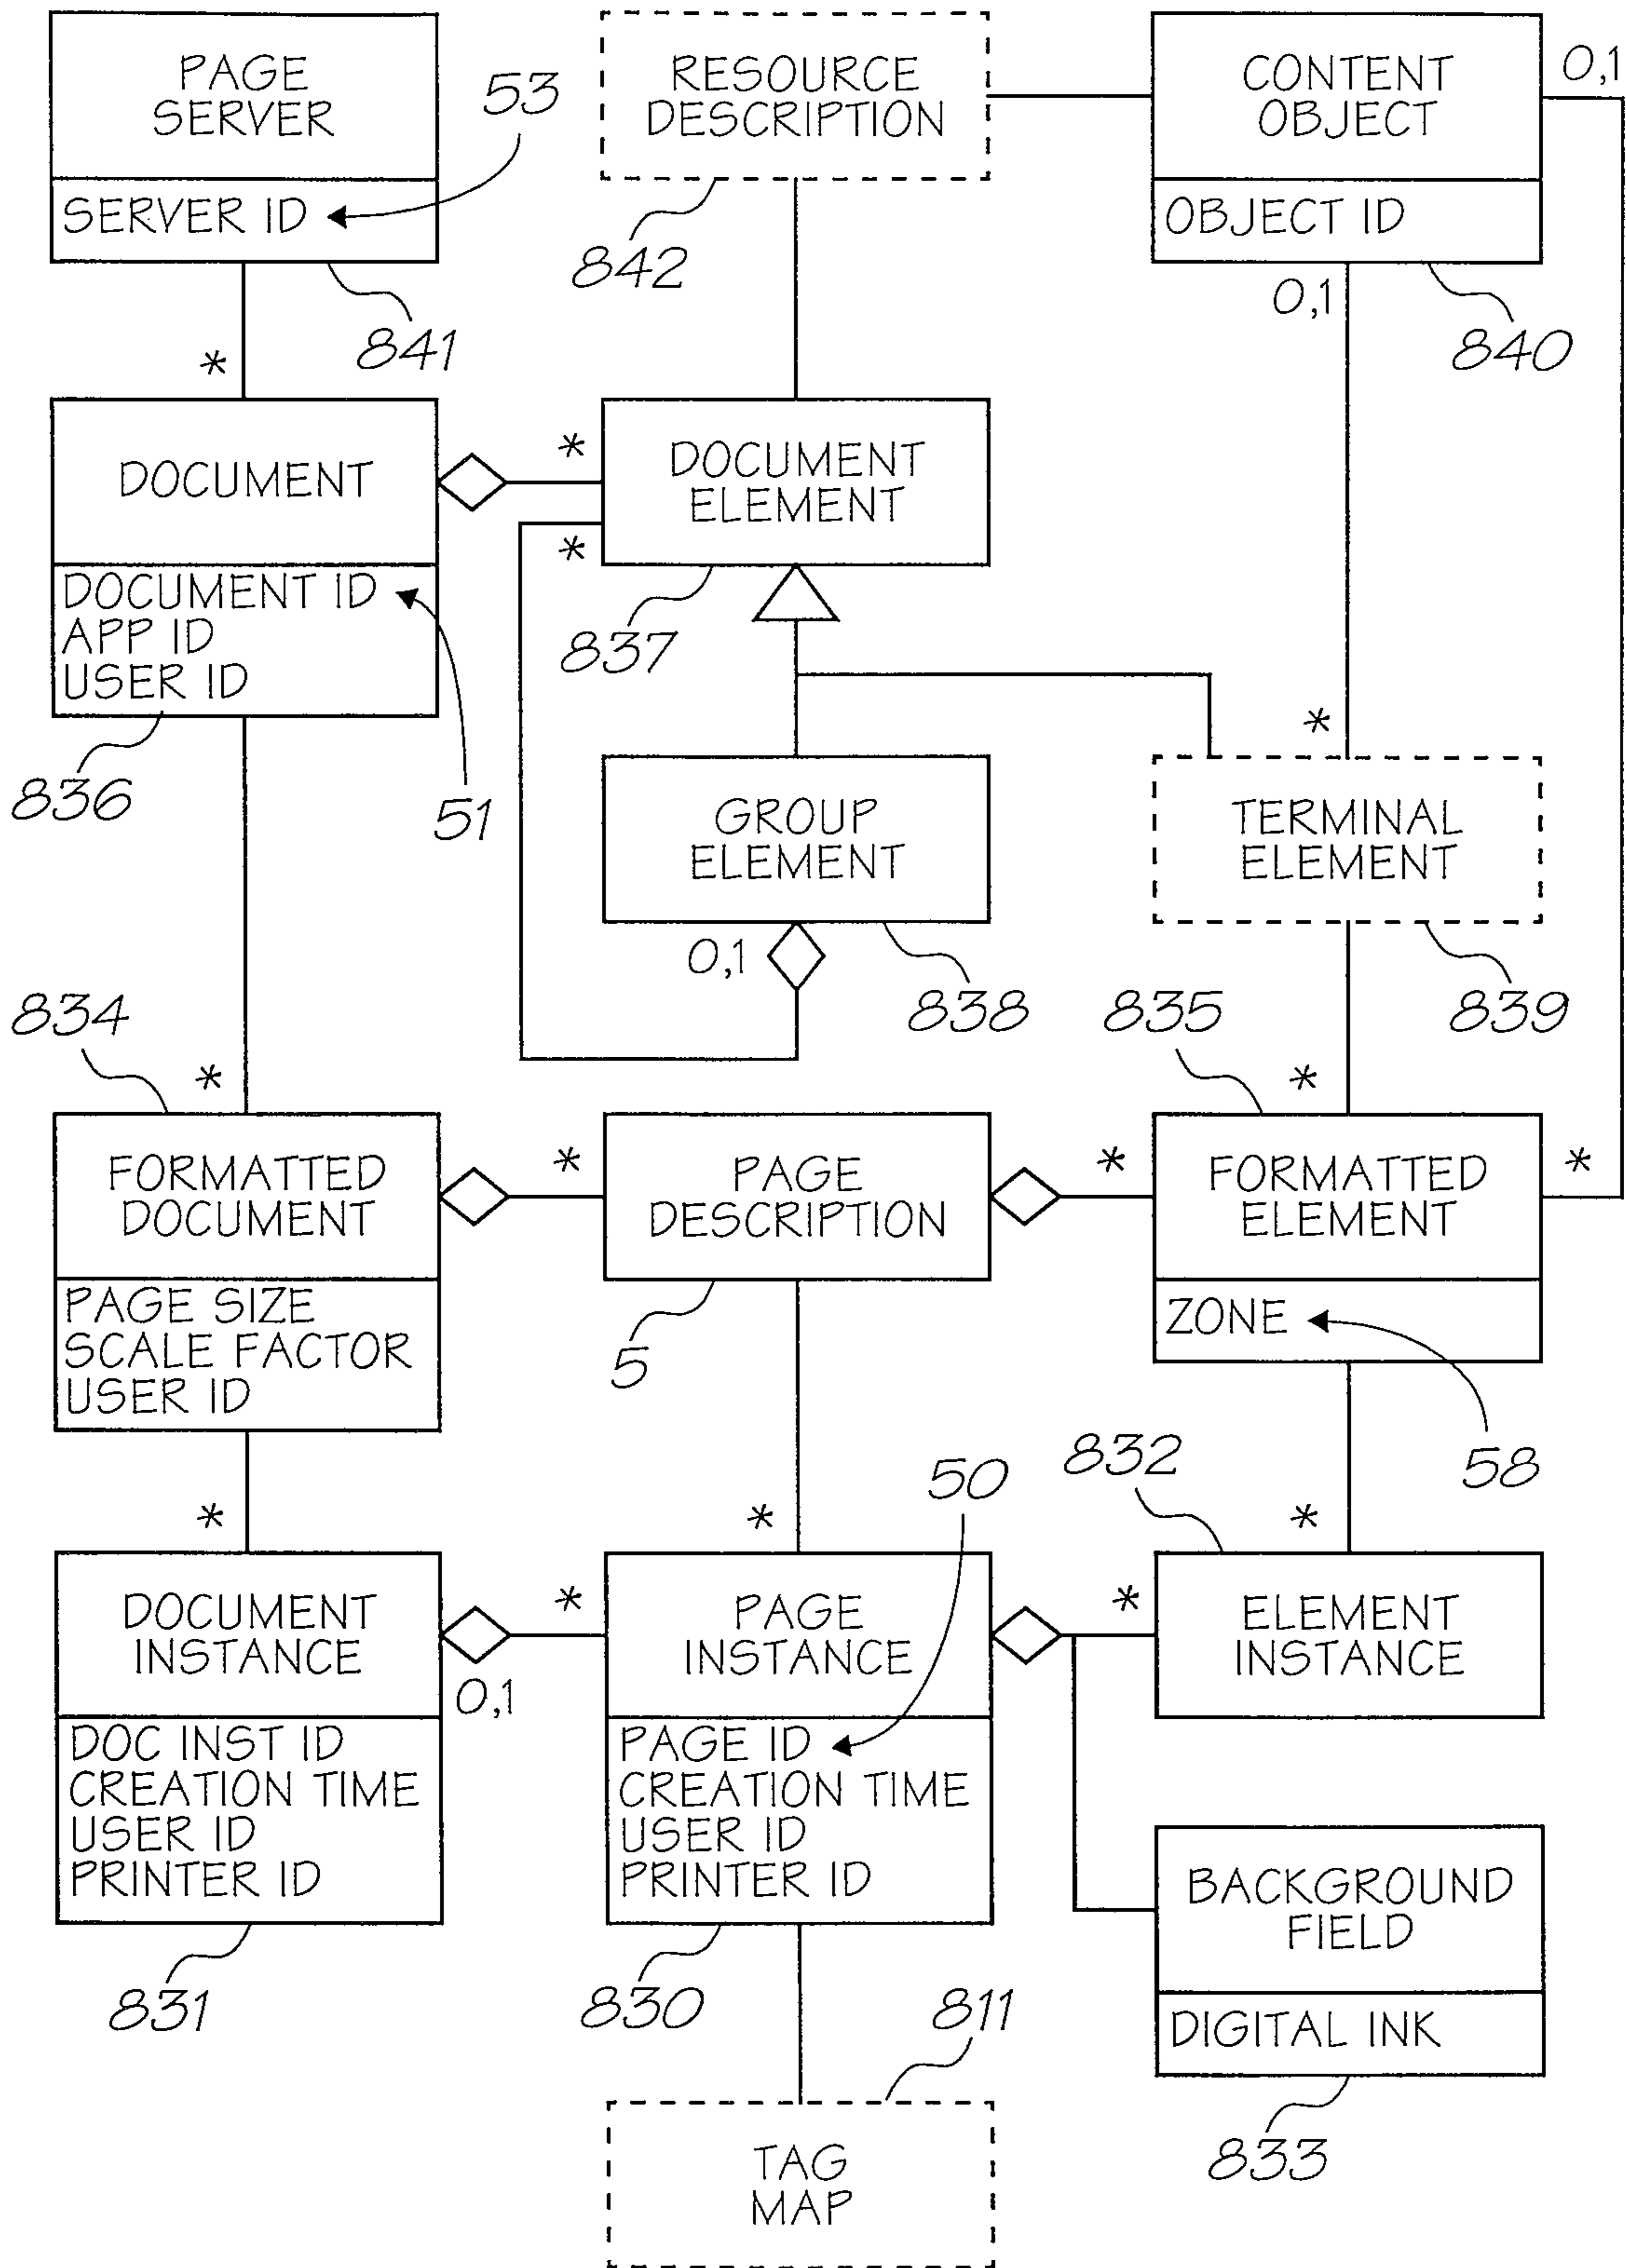 PAGE
SERVER
SERVER ID
53
841
RESOURCE
DESCRIPTION
842
CONTENT
OBJECT
OBJECT ID
0,1
0,1
840
*
DOCUMENT
DOCUMENT ID
APP ID
USER ID
836
51
*
*
DOCUMENT
ELEMENT
837
GROUP
ELEMENT
0,1
838
*
TERMINAL
ELEMENT
839
834
*
FORMATTED
DOCUMENT
PAGE SIZE
SCALE FACTOR
USER ID
*
PAGE
DESCRIPTION
5
835
*
*
*
FORMATTED
ELEMENT
ZONE
58
*
DOCUMENT
INSTANCE
0,1
DOC INST ID
CREATION TIME
USER ID
PRINTER ID
831
*
*
50
PAGE
INSTANCE
PAGE ID
CREATION TIME
USER ID
PRINTER ID
830
832
*
*
ELEMENT
INSTANCE
BACKGROUND
FIELD
DIGITAL INK
833
811
TAG
MAP